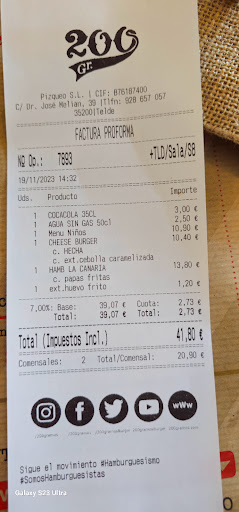 200
Gr.
Pizqueo S.L. | CIF: B76187400
C/ Dr. José Melían, 39 |Tlfn: 928 657 057
35200|Telde
FACTURA PROFORMA
Nº Op.: 7893 +TLD/Sala/S8
19/11/2023 14:32
Uds. Producto Importe
1 COCACOLA 35CL 3,00 €
1 AGUA SIN GAS 50cl 2,50 €
1 Menu Niños 10,90 €
1 CHEESE BURGER 10,40 €
c. HECHA
c. ext.cebolla caramelizada
1 HAMB LA CANARIA 13,80 €
c. papas fritas
1 ext.huevo frito 1,20 €
7,00%: Base: 39,07 € Cuota: 2,73 €
Total: 39,07 € Total: 2,73 €
Total (Impuestos Incl.) 41,80 €
Comensales: 2 Total/Comensal: 20,90 €
www
Sigue el movimiento #Hamburguesismo
#SomosHamburguesistas
Galaxy S23 Ultra